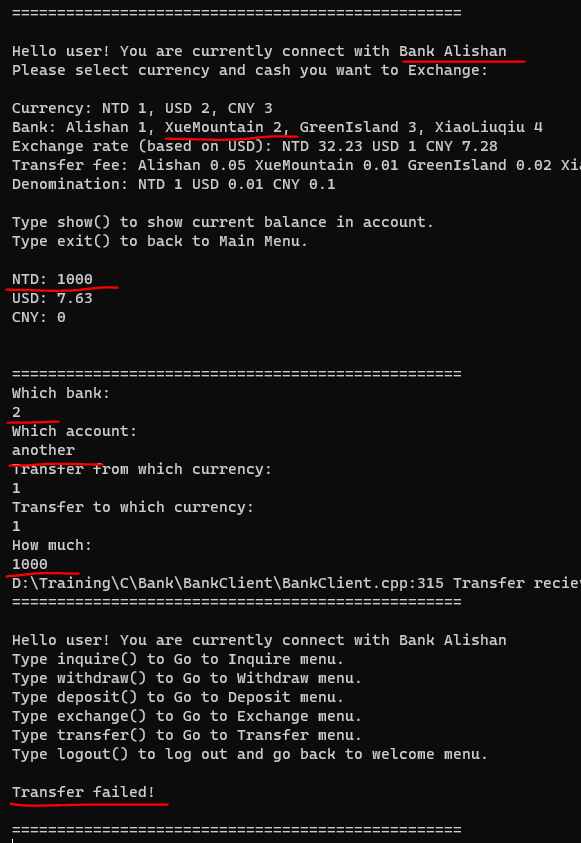 ==================================================
Hello user! You are currently connect with Bank Alishan
Please select currency and cash you want to Exchange:
Currency: NTD 1, USD 2, CNY 3
Bank: Alishan 1, XueMountain 2, GreenIsland 3, XiaoLiuqiu 4
Exchange rate (based on USD): NTD 32.23 USD 1 CNY 7.28
Transfer fee: Alishan 0.05 XueMountain 0.01 GreenIsland 0.02 Xi
Denomination: NTD 1 USD 0.01 CNY 0.1
Type show() to show current balance in account.
Type exit() to back to Main Menu.
NTD: 1000
USD: 7.63
CNY: 0
==================================================
Which bank:
2
Which account:
another
Transfer from which currency:
1
Transfer to which currency:
1
How much:
1000
D:\Training\C\Bank\BankClient\BankClient.cpp:315 Transfer recie
==================================================
Hello user! You are currently connect with Bank Alishan
Type inquire() to Go to Inquire menu.
Type withdraw() to Go to Withdraw menu.
Type deposit() to Go to Deposit menu.
Type exchange() to Go to Exchange menu.
Type transfer() to Go to Transfer menu.
Type logout() to log out and go back to welcome menu.
Transfer failed!
==================================================